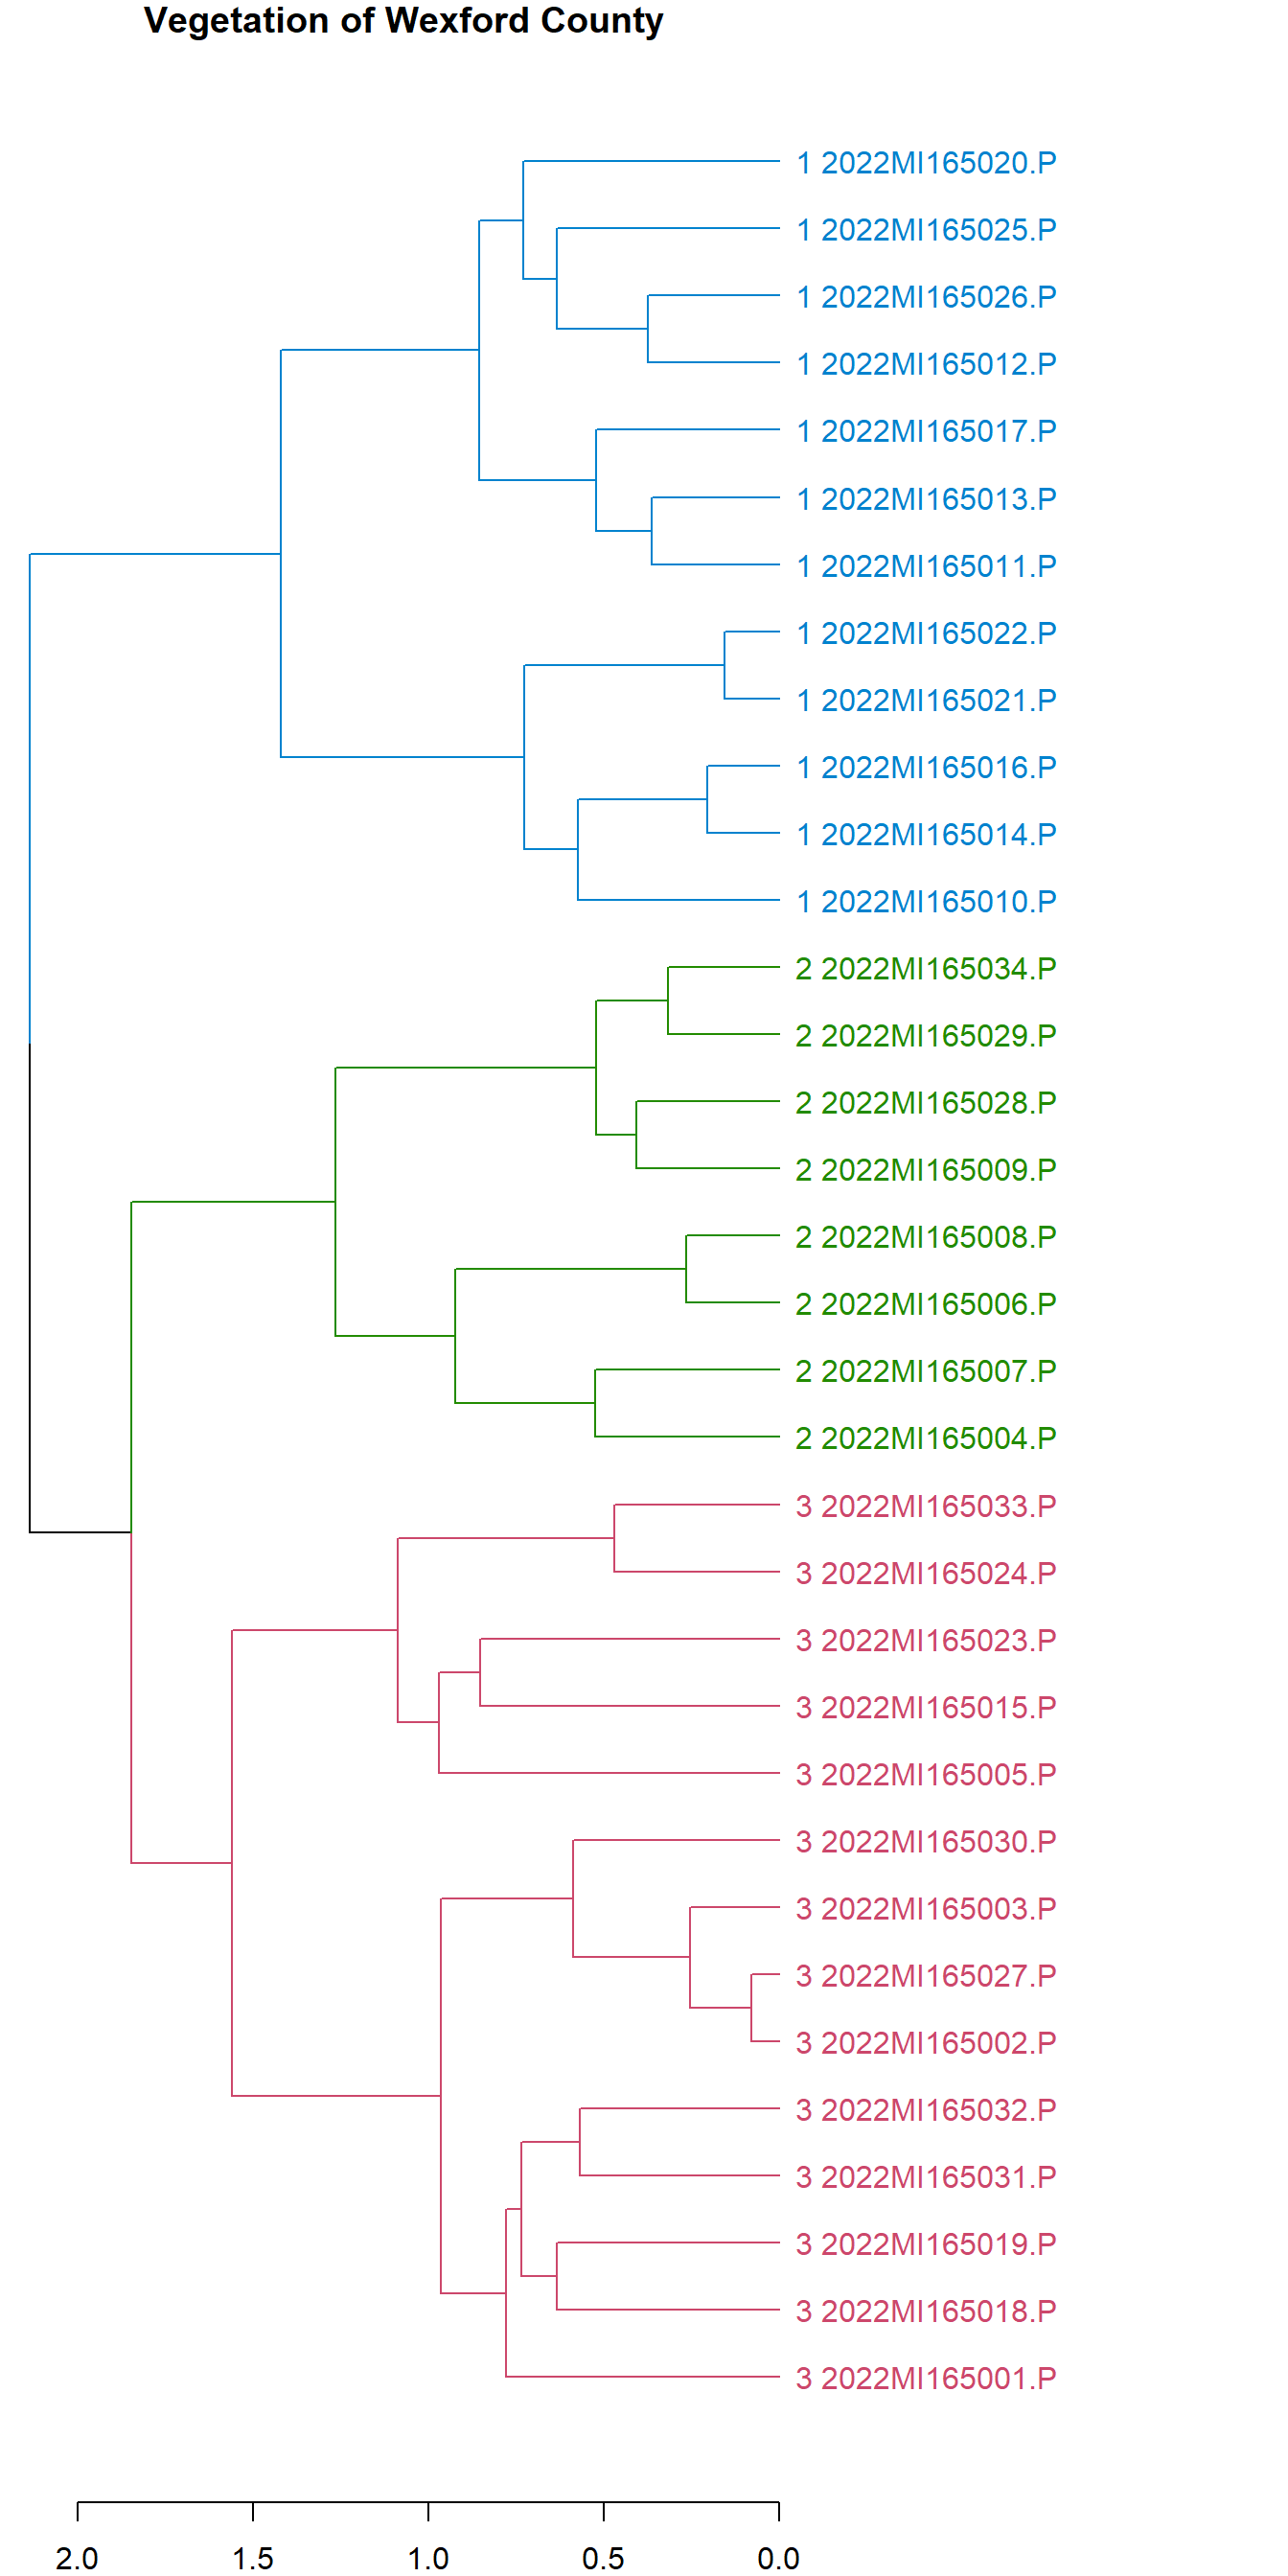 Vegetation of Wexford County
1 2022MI165020.P
1 2022MI165025.P
1 2022MI165026.P
1 2022MI165012.P
1 2022MI165017.P
1 2022MI165013.P
1 2022MI165011.P
1 2022MI165022.P
1 2022MI165021.P
1 2022MI165016.P
1 2022MI165014.P
1 2022MI165010.P
2 2022MI165034.P
2 2022MI165029.P
2 2022MI165028.P
2 2022MI165009.P
2 2022MI165008.P
2 2022MI165006.P
2 2022MI165007.P
2 2022MI165004.P
3 2022MI165033.P
3 2022MI165024.P
3 2022MI165023.P
3 2022MI165015.P
3 2022MI165005.P
3 2022MI165030.P
3 2022MI165003.P
3 2022MI165027.P
3 2022MI165002.P
3 2022MI165032.P
3 2022MI165031.P
3 2022MI165019.P
3 2022MI165018.P
3 2022MI165001.P
2.0 1.5 1.0 0.5 0.0